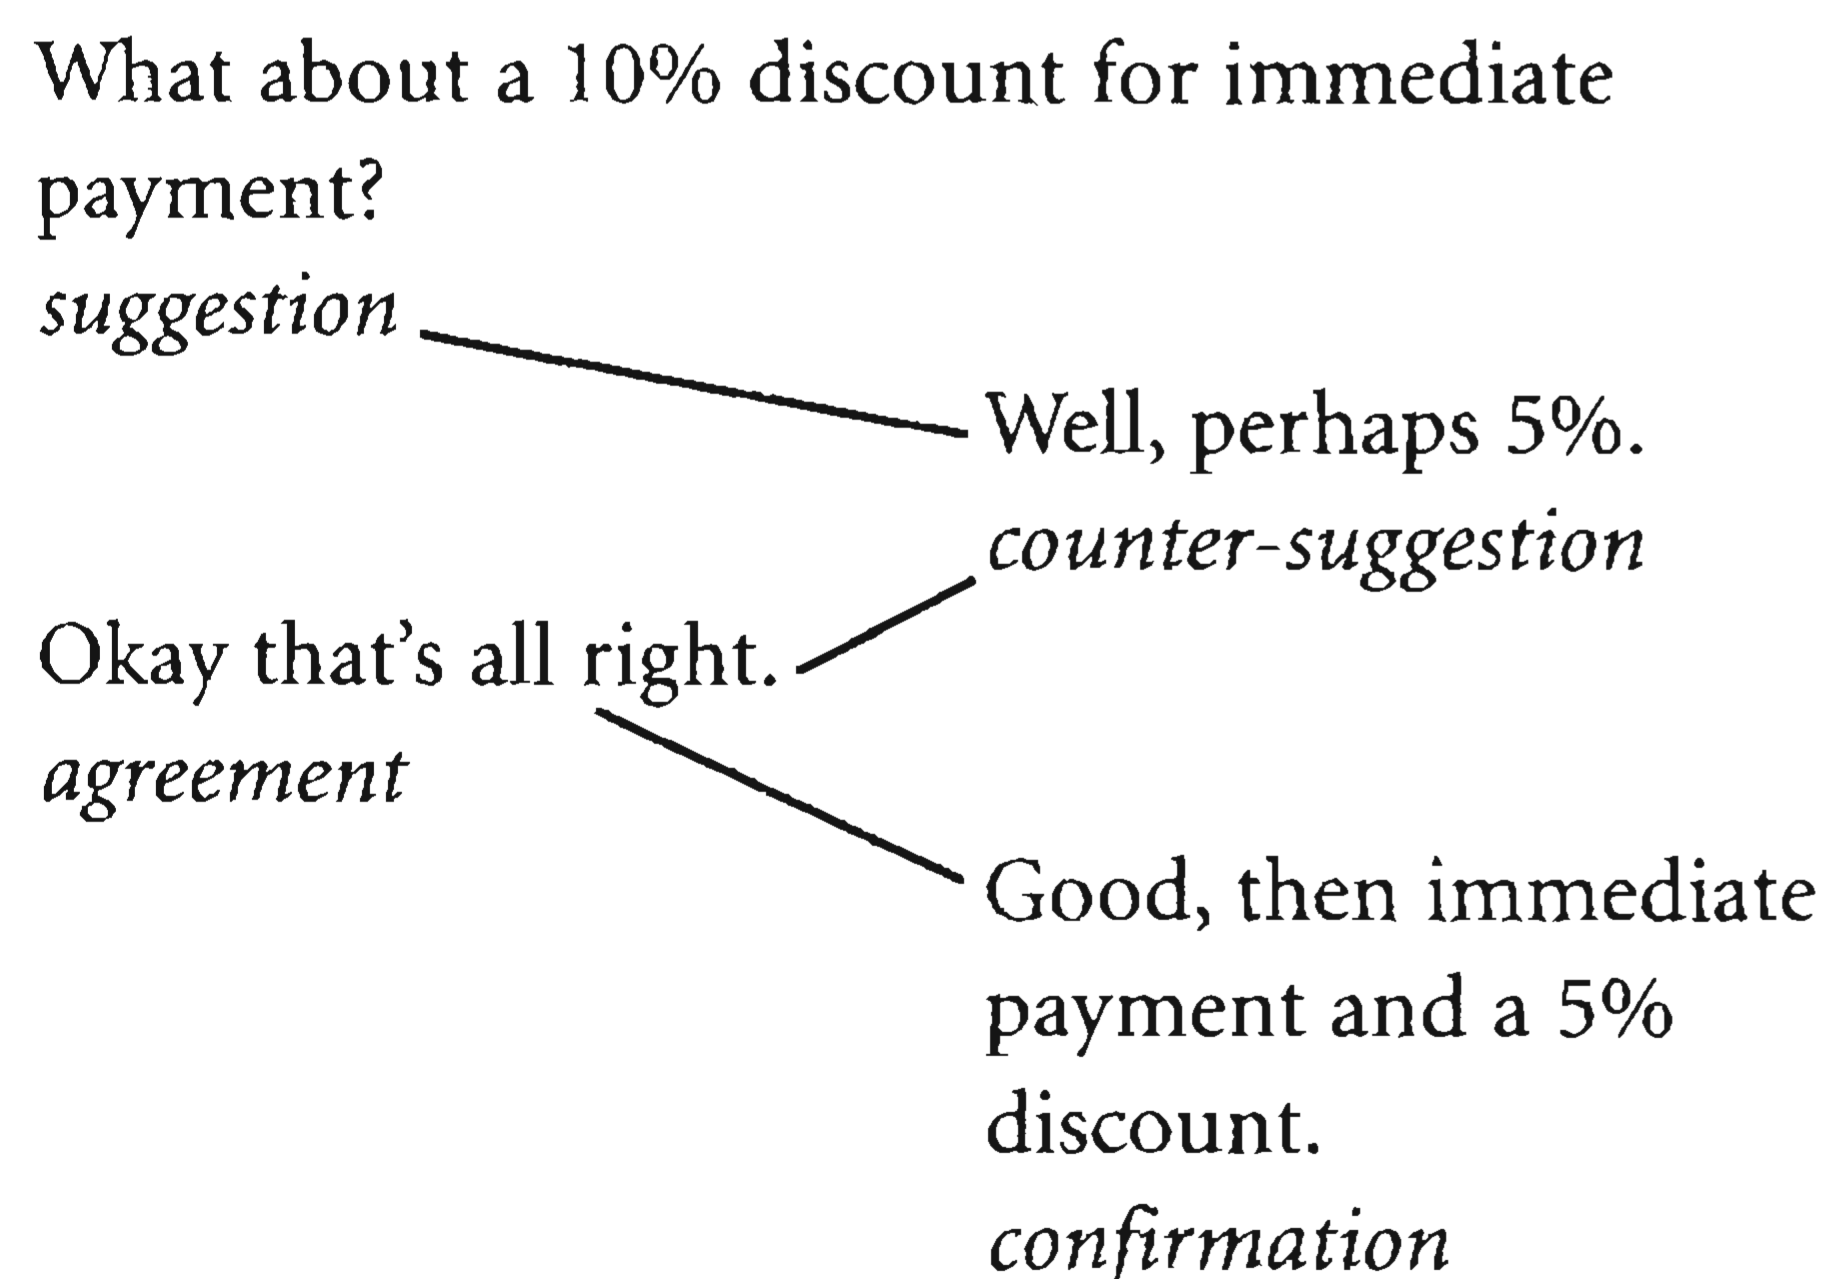 What about a 10% discount for immediate
payment?
suggestion
Well, perhaps 5%.
counter-suggestion
Okay that's all right.
agreement
Good, then immediate
payment and a 5%
discount.
confirmation